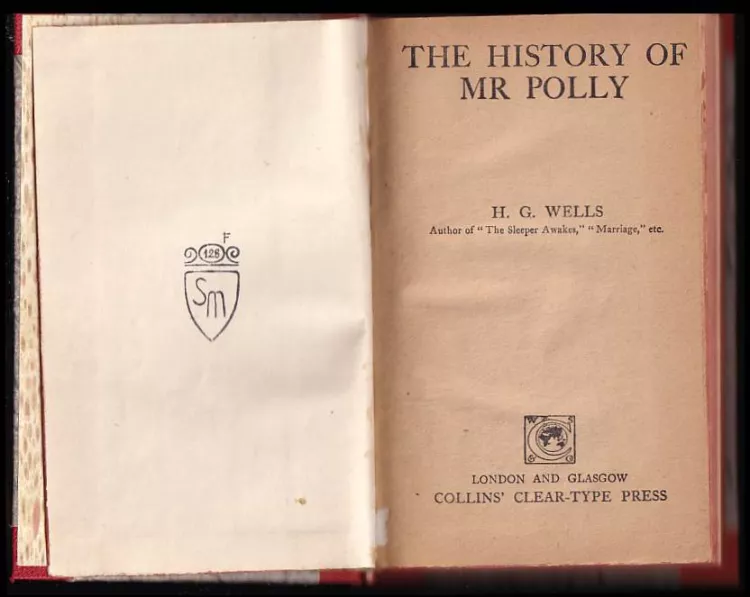 F
128
SM
THE HISTORY OF
MR POLLY
H. G. WELLS
Author of “The Sleeper Awakes,” “Marriage,” etc.
LONDON AND GLASGOW
COLLINS’ CLEAR-TYPE PRESS